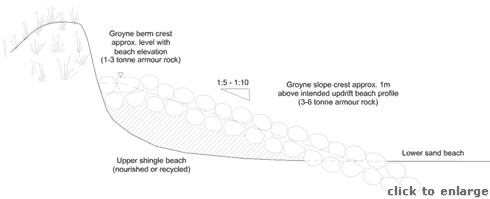 Groyne berm crest
approx. level with
beach elevation
(1-3 tonne armour rock)
1:5 - 1:10
Groyne slope crest approx. 1m
above intended updrift beach profile
(3-6 tonne armour rock)
Lower sand beach
Upper shingle beach
(nourished or recycled)
click to enlarge